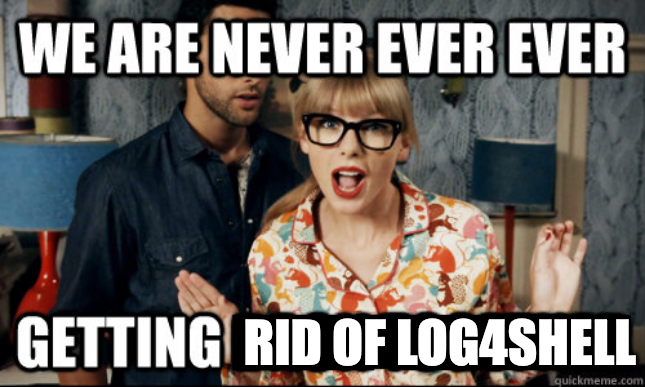 WE ARE NEVER EVER EVER
GETTING RID OF LOG4SHELL
quickmeme.com